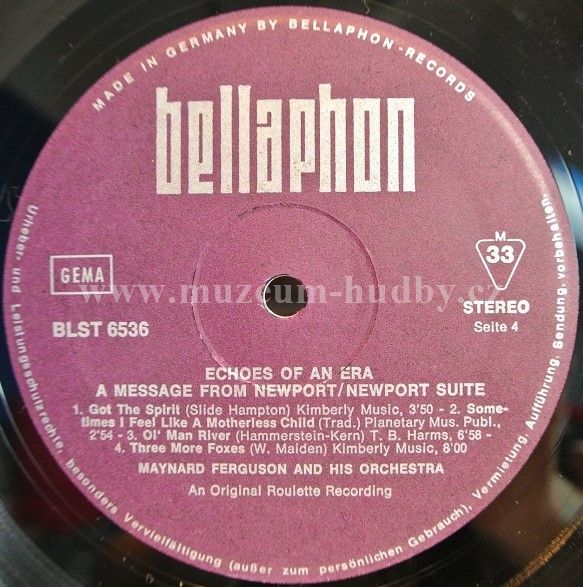 MADE IN GERMANY BY BELLAPHON-RECORDS
bellaphon
GEMA
BLST 6536
M
33
STEREO
Seite 4
www.muzeum-hudby.cz
ECHOES OF AN ERA
A MESSAGE FROM NEWPORT/NEWPORT SUITE
1. Got The Spirit (Slide Hampton) Kimberly Music, 3'50 - 2. Some-
times I Feel Like A Motherless Child (Trad.) Planetary Mus. Publ.,
2'54 - 3. Ol' Man River (Hammerstein-Kern) T. B. Harms, 6'58 -
4. Three More Foxes (W. Maiden) Kimberly Music, 8'00
MAYNARD FERGUSON AND HIS ORCHESTRA
An Original Roulette Recording
Urheber- und Leistungsschutzrechte, besonders Vervielfältigung (außer zum persönlichen Gebrauch), Vermietung, Aufführung, Sendung, vorbehalten.